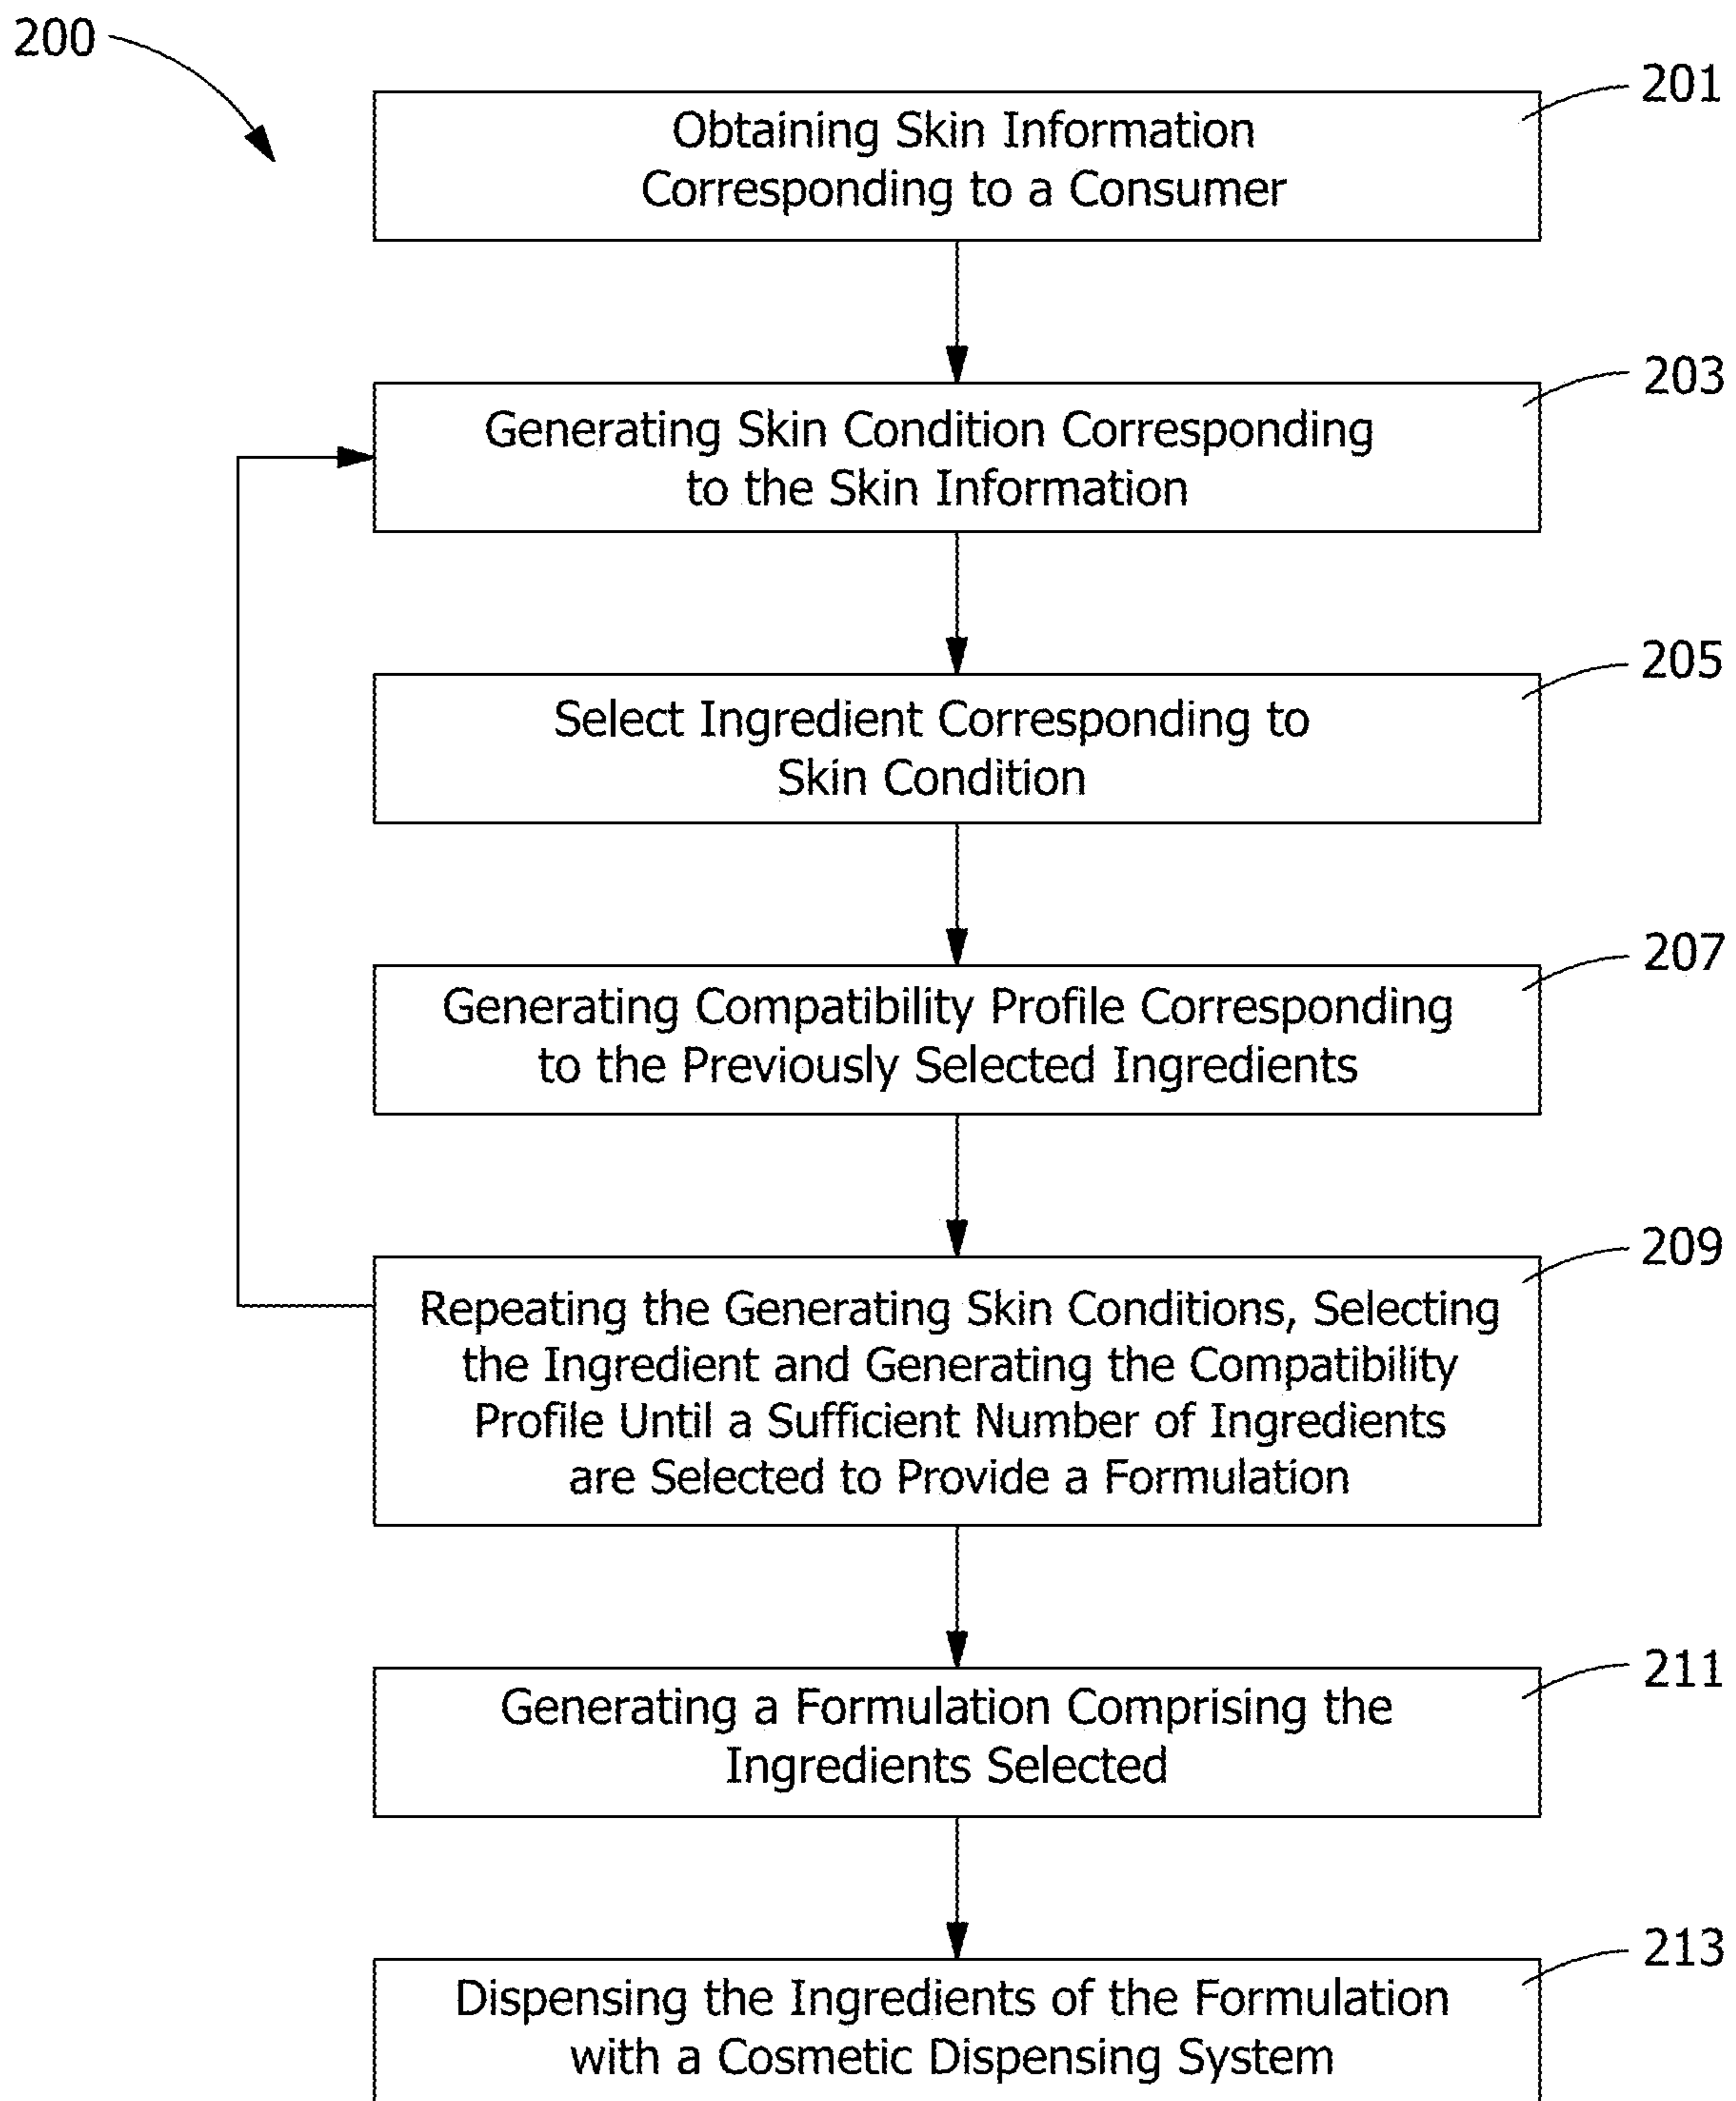 200
201
Obtaining Skin Information
Corresponding to a Consumer
203
Generating Skin Condition Corresponding
to the Skin Information
205
Select Ingredient Corresponding to
Skin Condition
207
Generating Compatibility Profile Corresponding
to the Previously Selected Ingredients
209
Repeating the Generating Skin Conditions, Selecting
the Ingredient and Generating the Compatibility
Profile Until a Sufficient Number of Ingredients
are Selected to Provide a Formulation
211
Generating a Formulation Comprising the
Ingredients Selected
213
Dispensing the Ingredients of the Formulation
with a Cosmetic Dispensing System